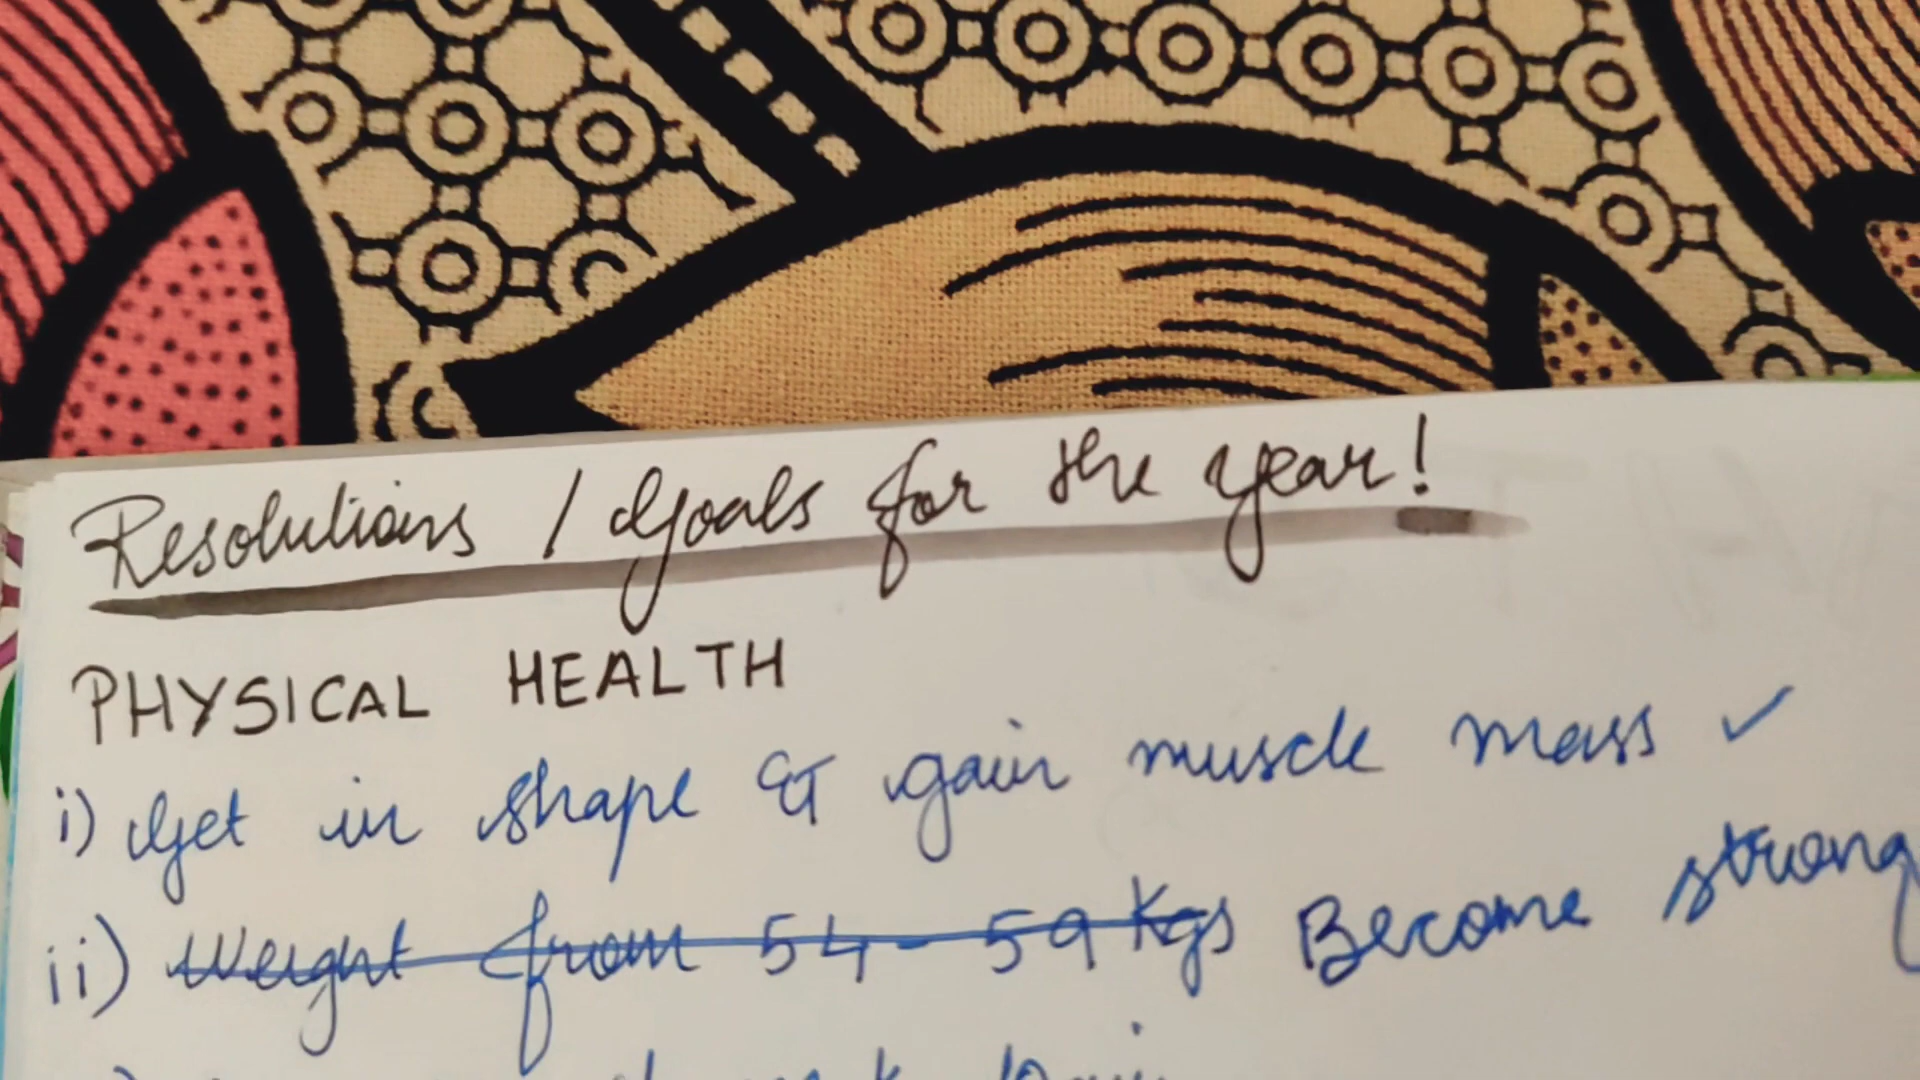 Resolutions / Goals for the year!
PHYSICAL HEALTH
i) Get in shape & gain muscle mass ✓
ii) Weight from 54 - 59 Kgs Become strong